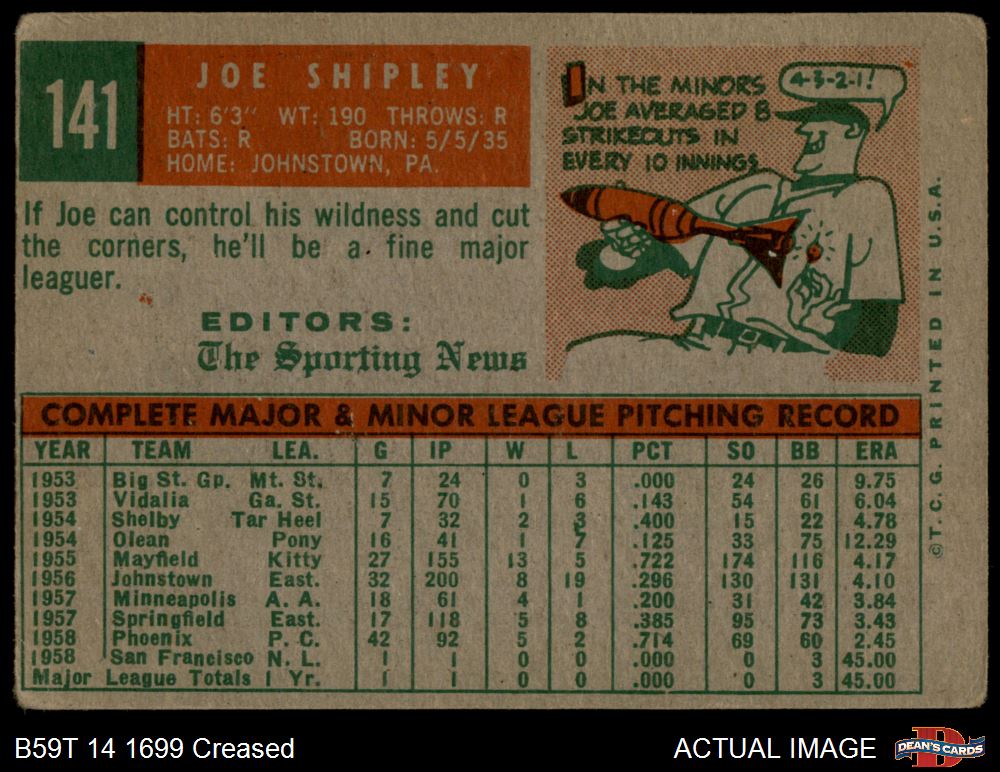 141
JOE SHIPLEY
HT: 6'3" WT: 190 THROWS: R
BATS: R BORN: 5/5/35
HOME: JOHNSTOWN, PA.
If Joe can control his wildness and cut
the corners, he'll be a fine major
leaguer.
EDITORS:
The Sporting News
IN THE MINORS
JOE AVERAGED 8
STRIKEOUTS IN
EVERY 10 INNINGS
4-3-2-1!
COMPLETE MAJOR & MINOR LEAGUE PITCHING RECORD
YEAR TEAM LEA. G IP W L PCT SO BB ERA
1953 Big St. Gp. Mt. St. 7 24 0 3 .000 24 26 9.75
1953 Vidalia Ga. St. 15 70 1 6 .143 54 61 6.04
1954 Shelby Tar Heel 7 32 2 3 .400 15 22 4.78
1954 Olean Pony 16 41 1 7 .125 33 75 12.29
1955 Mayfield Kitty 27 155 13 5 .722 174 116 4.17
1956 Johnstown East. 32 200 8 19 .296 130 131 4.10
1957 Minneapolis A. A. 18 61 4 1 .200 31 42 3.84
1957 Springfield East. 17 118 5 8 .385 95 73 3.43
1958 Phoenix P. C. 42 92 5 2 .714 69 60 2.45
1958 San Francisco N. L. 1 1 0 0 .000 0 3 45.00
Major League Totals 1 Yr. 1 1 0 0 .000 0 3 45.00
©T.C.G. PRINTED IN U.S.A.
B59T 14 1699 Creased
ACTUAL IMAGE
DEAN'S CARDS